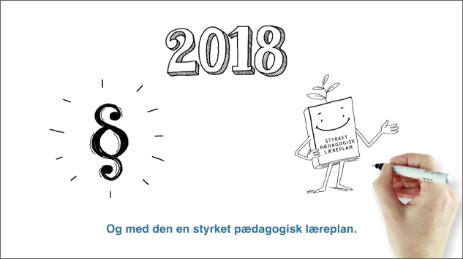 2018
§
STYRKET
PÆDAGOGISK
LÆREPLAN
Og med den en styrket pædagogisk læreplan.